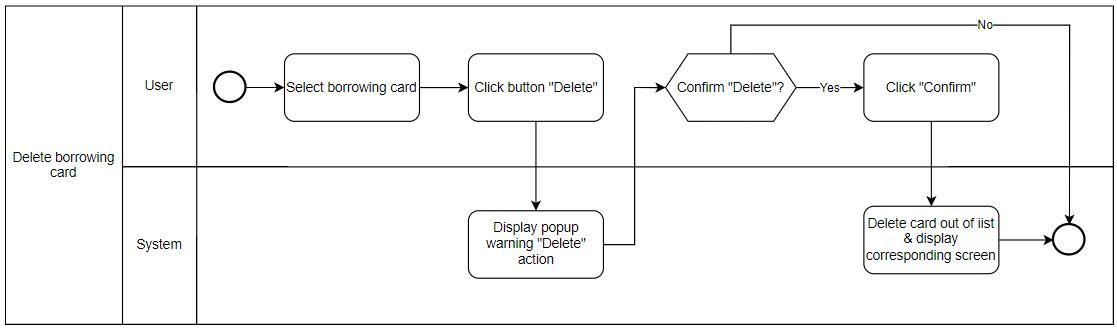 Delete borrowing
card
User
System
Select borrowing card
Click button "Delete"
Confirm "Delete"?
No
Yes
Click "Confirm"
Display popup
warning "Delete"
action
Delete card out of iist
& display
corresponding screen